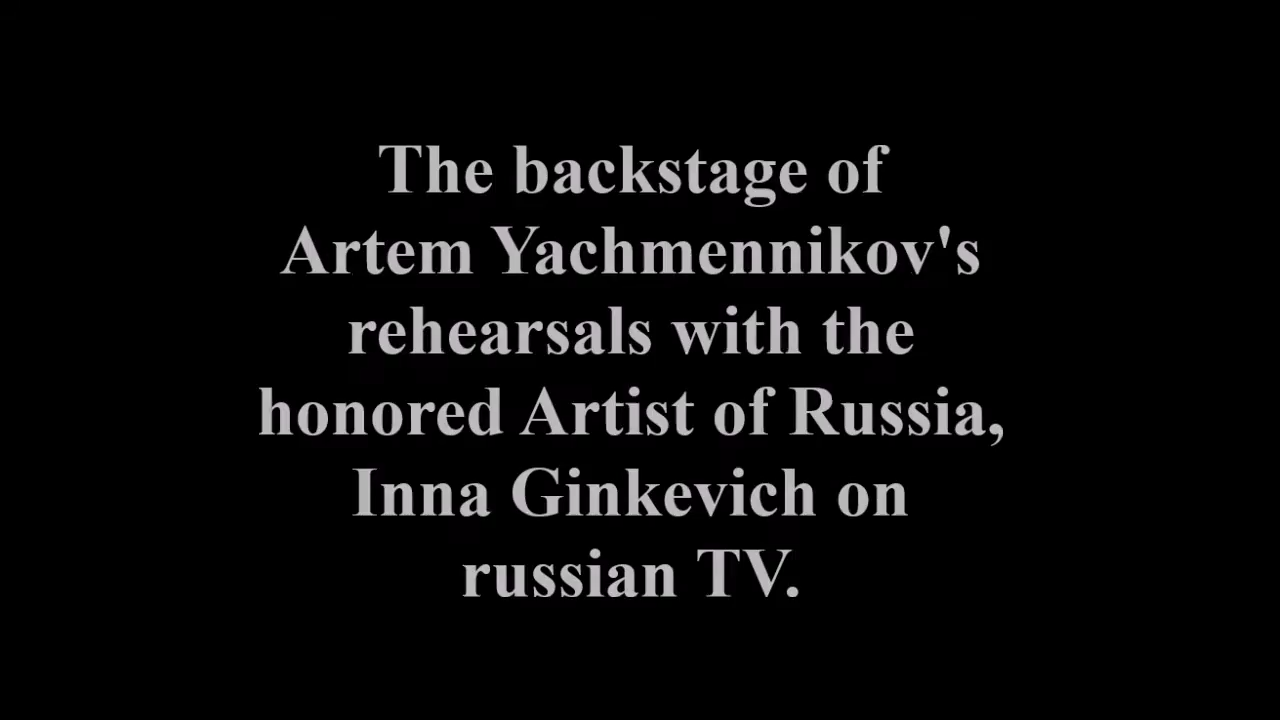 The backstage of
Artem Yachmennikov's
rehearsals with the
honored Artist of Russia,
Inna Ginkevich on
russian TV.